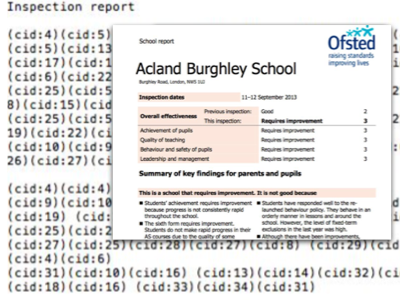 Inspection report
(cid:4)(cid:5)
(cid:5)(cid:13
(cid:17)(cid:1
(cid:6)(cid:22
(cid:25)(cid:5
8)(cid:15)(cid
(cid:25)(cid:5
19)(cid:22)(ci
(cid:10)(cid:9
26)(cid:27)(ci
(cid:4)(cid:4)
(cid:9)(cid:10
(cid:19) (cid:
(cid:25)(cid:2
(cid:27)(cid:25)(cid:28)(cid:27)(cid:8) (cid:29)(cid
(cid:4)(cid:6)
(cid:31)(cid:10)(cid:16) (cid:13)(cid:14)(cid:32)(ci
(cid:18)(cid:16) (cid:33)(cid:34)(cid:31)
School report
Ofsted
raising standards
improving lives
Acland Burghley School
Burghley Road, London, NW5 1UJ
Inspection dates 11–12 September 2013
Overall effectiveness Previous inspection: Good 2
This inspection: Requires improvement 3
Achievement of pupils Requires improvement 3
Quality of teaching Requires improvement 3
Behaviour and safety of pupils Requires improvement 3
Leadership and management Requires improvement 3
Summary of key findings for parents and pupils
This is a school that requires improvement. It is not good because:
Students' achievement requires improvement
because progress is not consistently rapid
throughout the school.
The sixth form requires improvement.
Students do not make rapid progress in their
AS courses due to the quality of some
Students have responded well to the re-
launched behaviour policy. They behave in an
orderly manner in lessons and around the
school. However, the level of fixed-term
exclusions in the last year was high.
Although there have been improvements,